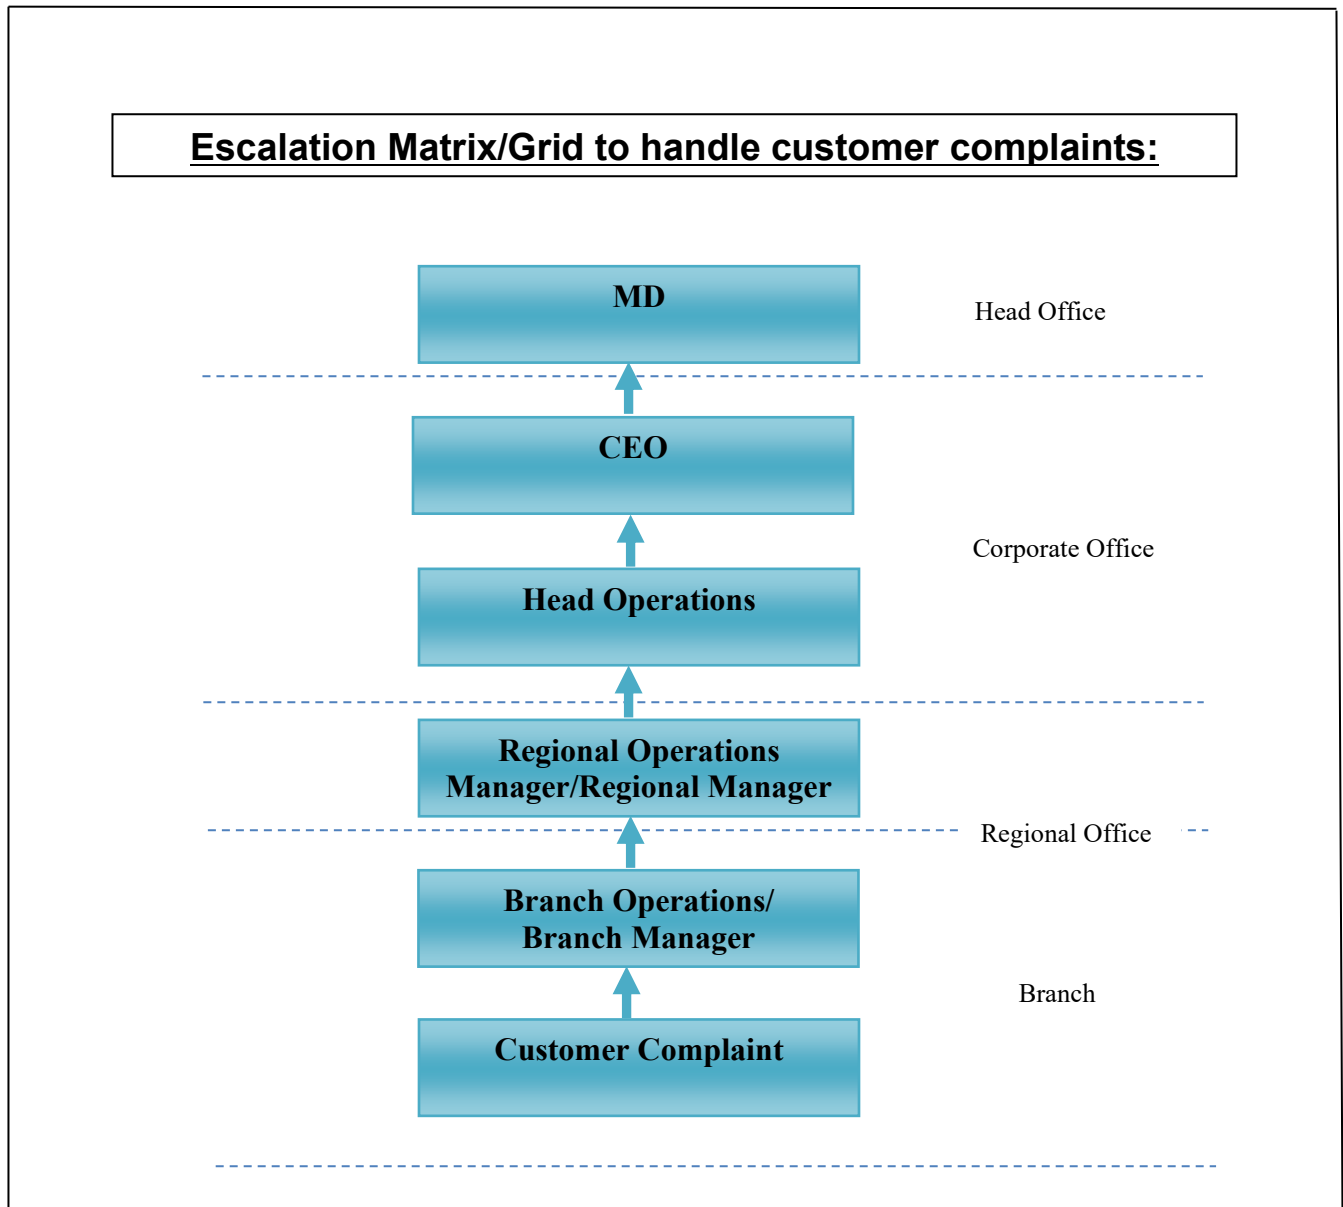 Escalation Matrix/Grid to handle customer complaints:
MD
Head Office
CEO
Corporate Office
Head Operations
Regional Operations
Manager/Regional Manager
Regional Office
Branch Operations/
Branch Manager
Branch
Customer Complaint